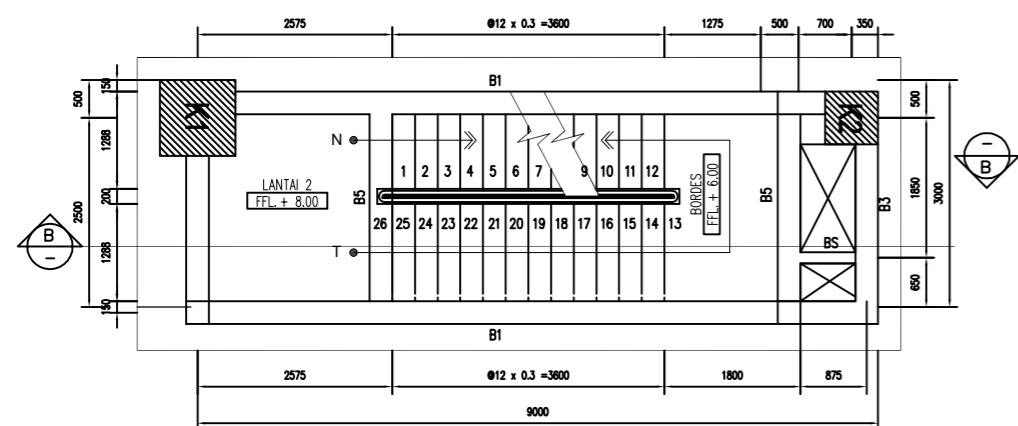 2575
@12 x 0.3 =3600
1275
500
700
350
B1
K1
K2
150
500
1288
200
2500
1288
150
N
1 2 3 4 5 6 7 9 10 11 12
LANTAI 2
FFL. + 8.00
B5
BORDES
FFL. + 6.00
B5
B3
500
1850
3000
650
B
–
–
B
26 25 24 23 22 21 20 19 18 17 16 15 14 13
T
BS
B1
2575
@12 x 0.3 =3600
1800
875
9000